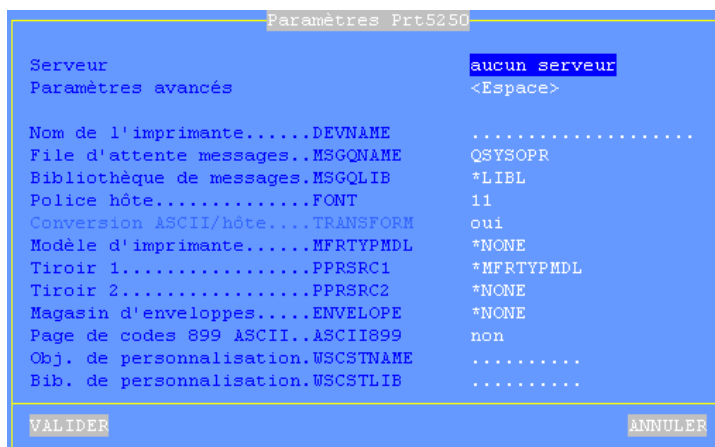 Paramètres Prt5250
Serveur aucun serveur
Paramètres avancés <Espace>
Nom de l'imprimante......DEVNAME .....................
File d'attente messages..MSGQNAME QSYSOPR
Bibliothèque de messages.MSGQLIB *LIBL
Police hôte..............FONT 11
Conversion ASCII/hôte....TRANSFORM oui
Modèle d'imprimante......MFRTYPMDL *NONE
Tiroir 1.................PPRSRC1 *MFRTYPMDL
Tiroir 2.................PPRSRC2 *NONE
Magasin d'enveloppes.....ENVELOPE *NONE
Page de codes 899 ASCII..ASCII899 non
Obj. de personnalisation.WSCSTNAME ..........
Bib. de personnalisation.WSCSTLIB ..........
VALIDER ANNULER